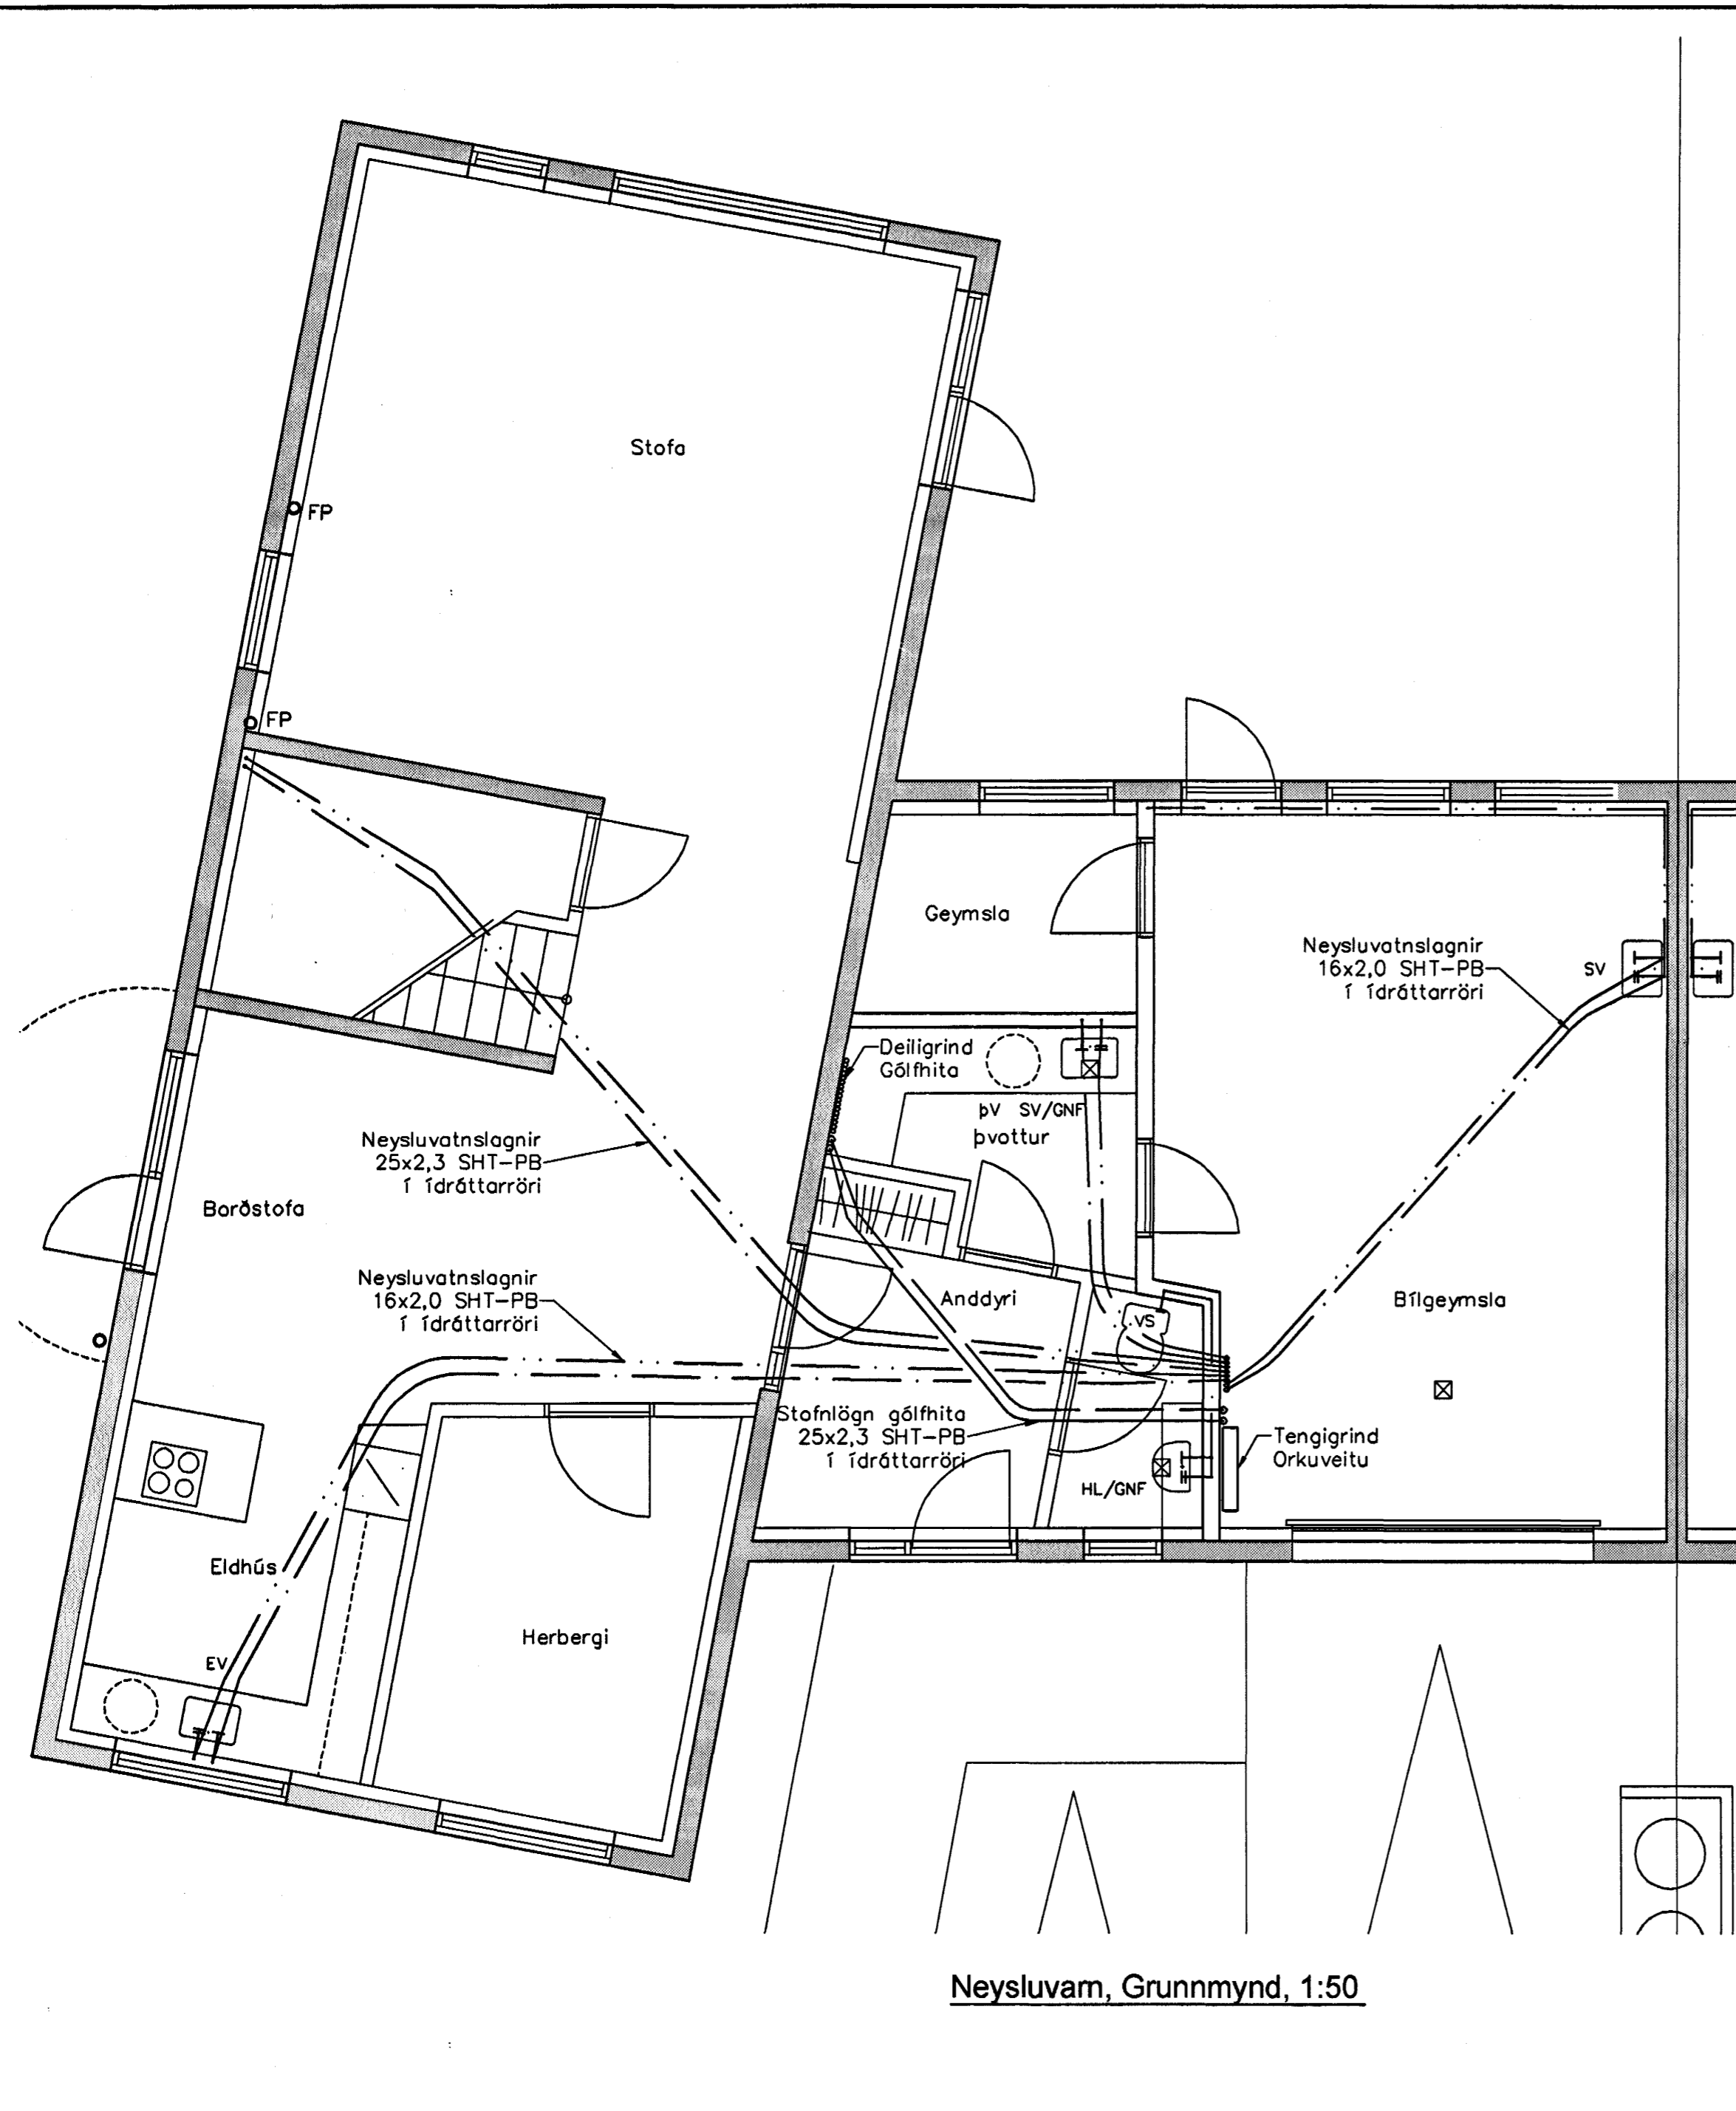 Stofa
FP
FP
Geymsla
Neysluvatnslagnir
16x2,0 SHT-PB
í ídráttarröri
SV
Deiligrind
Gólfhita
þV SV/GNF
þvottur
Neysluvatnslagnir
25x2,3 SHT-PB
í ídráttarröri
Borðstofa
Neysluvatnslagnir
16x2,0 SHT-PB
í ídráttarröri
Anddyri
VS
Bílgeymsla
Stofnlögn gólfhita
25x2,3 SHT-PB
í ídráttarröri
Tengigrind
Orkuveitu
HL/GNF
Eldhús
EV
Herbergi
Neysluvarn, Grunnmynd, 1:50